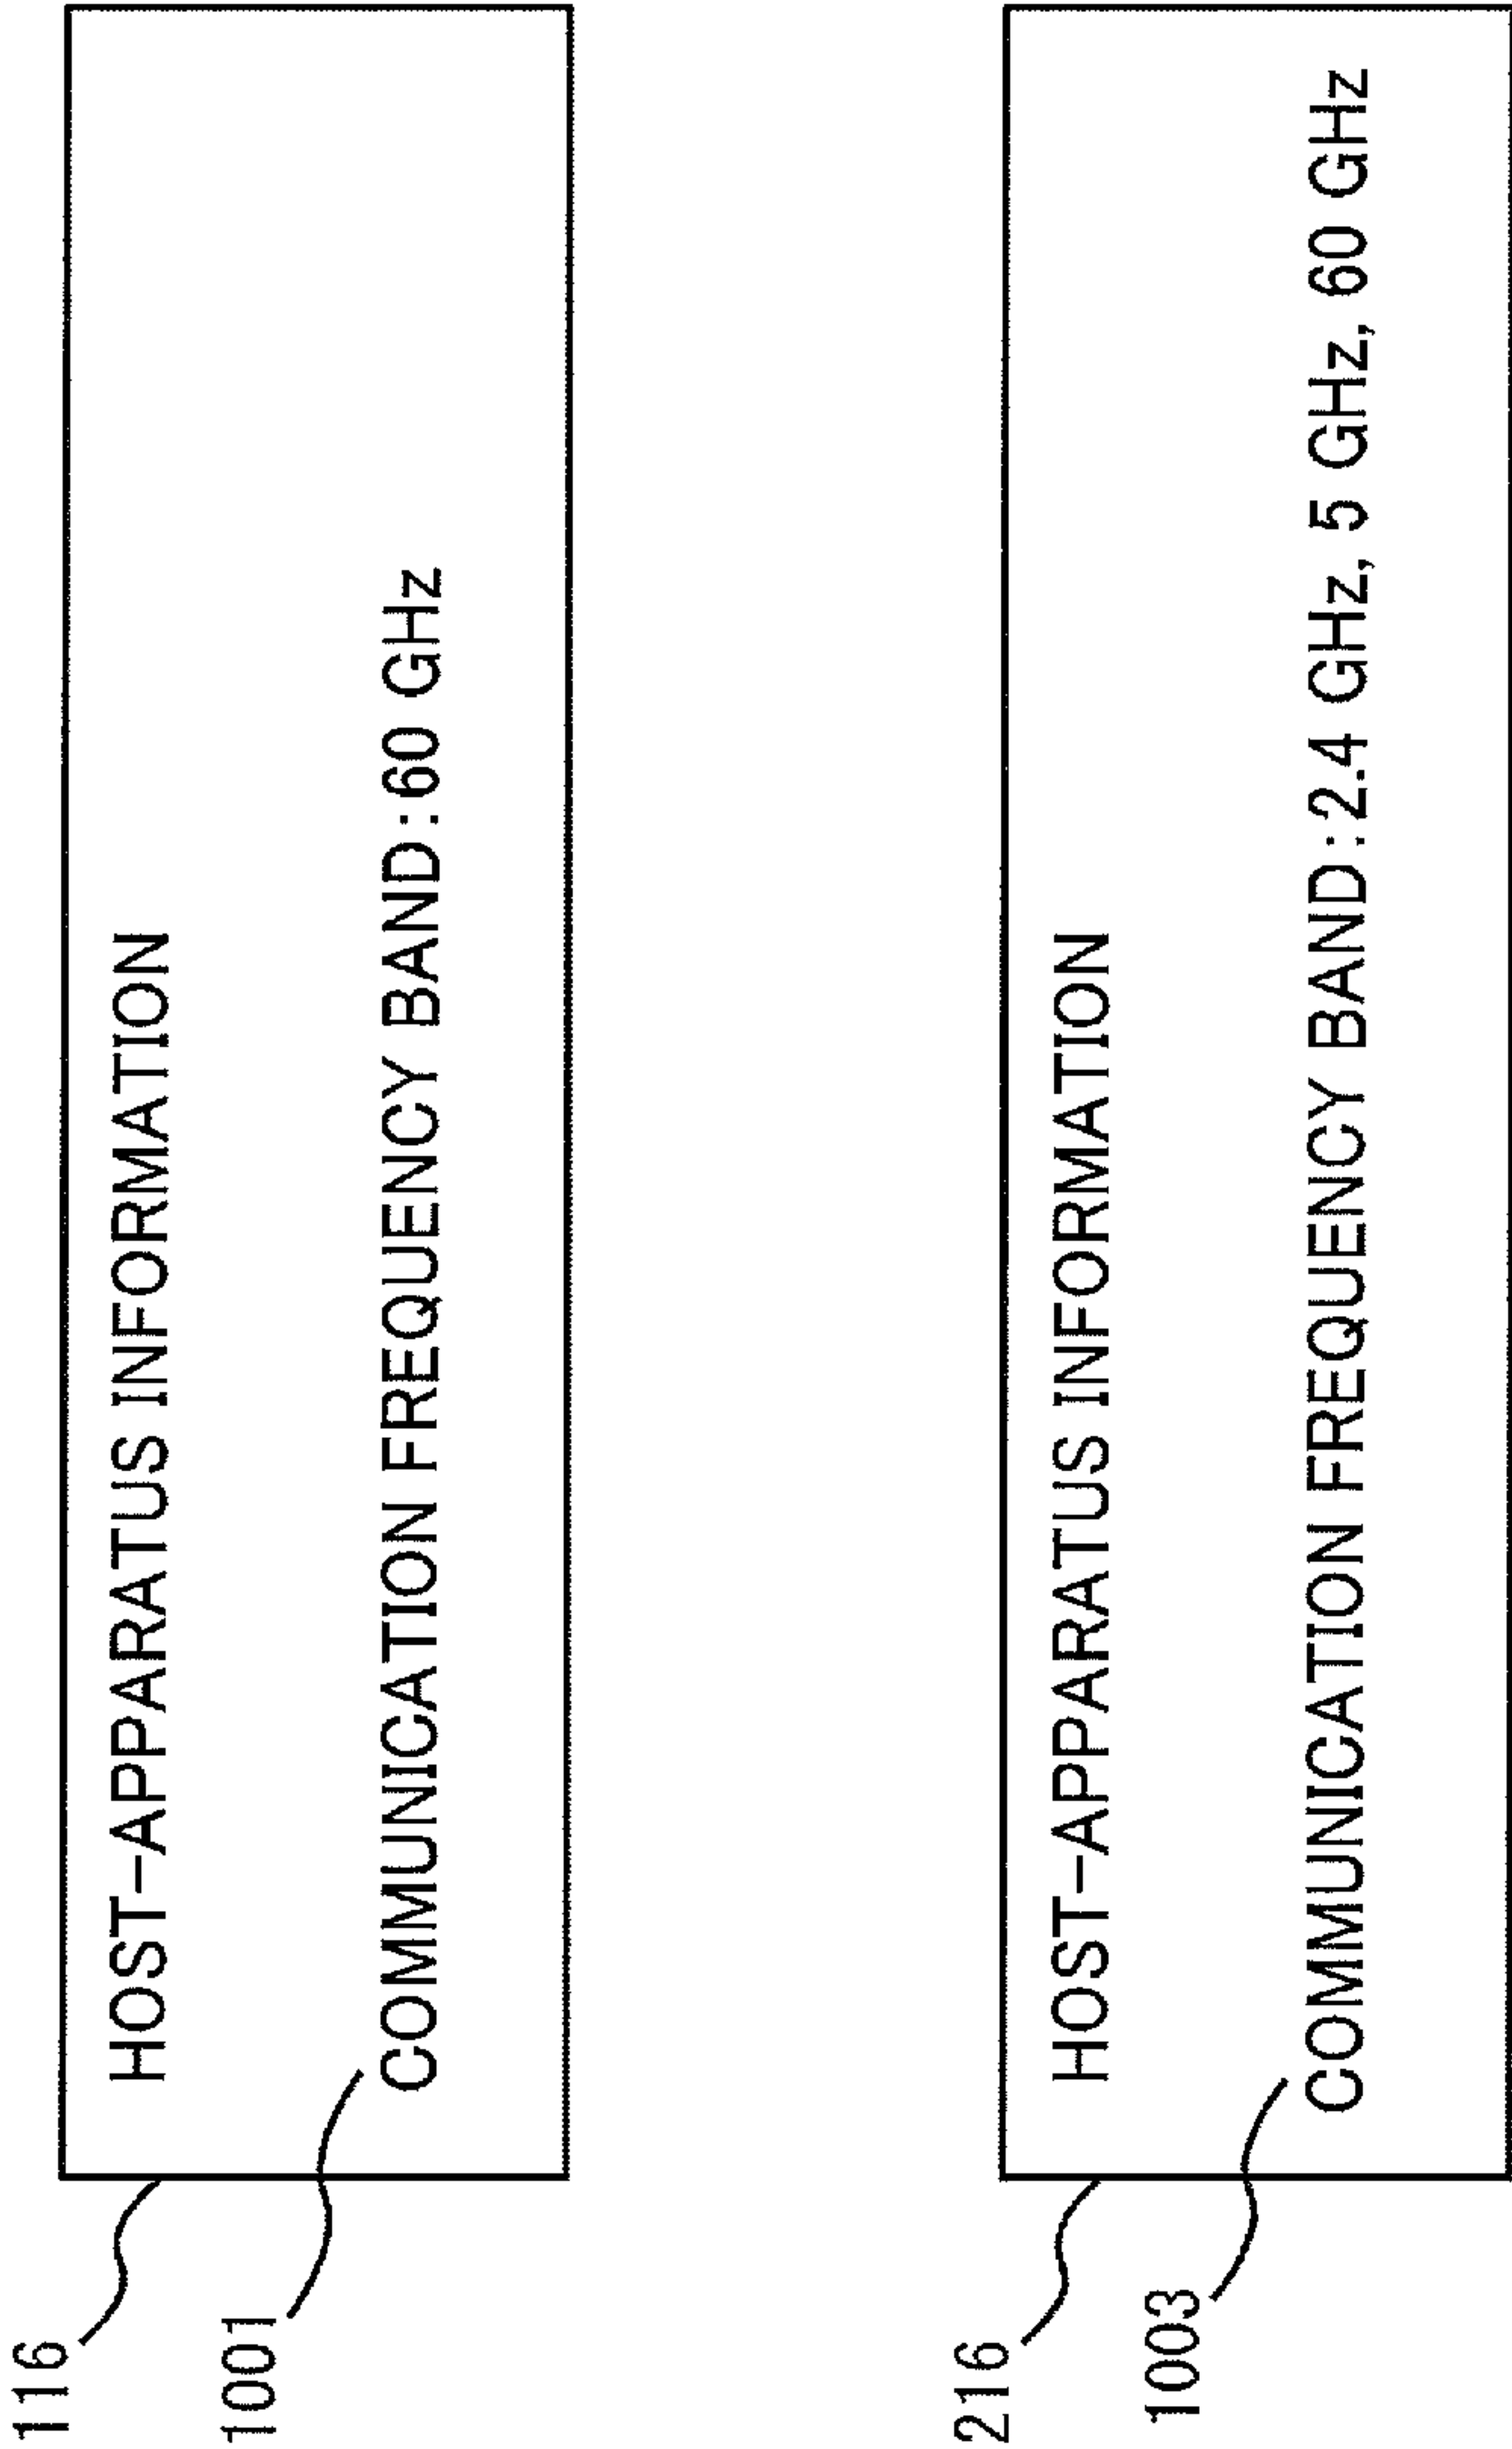 116
HOST-APPARATUS INFORMATION
1001
COMMUNICATION FREQUENCY BAND:60 GHz
216
HOST-APPARATUS INFORMATION
1003
COMMUNICATION FREQUENCY BAND:2.4 GHz, 5 GHz, 60 GHz